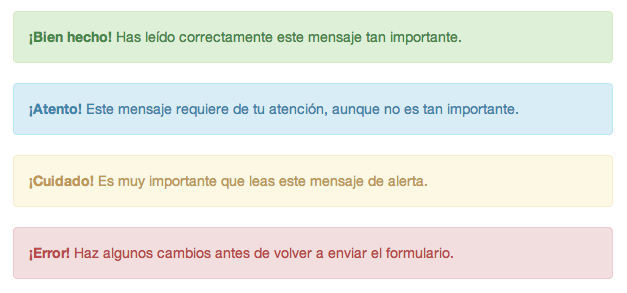 ¡Bien hecho! Has leído correctamente este mensaje tan importante.
¡Atento! Este mensaje requiere de tu atención, aunque no es tan importante.
¡Cuidado! Es muy importante que leas este mensaje de alerta.
¡Error! Haz algunos cambios antes de volver a enviar el formulario.